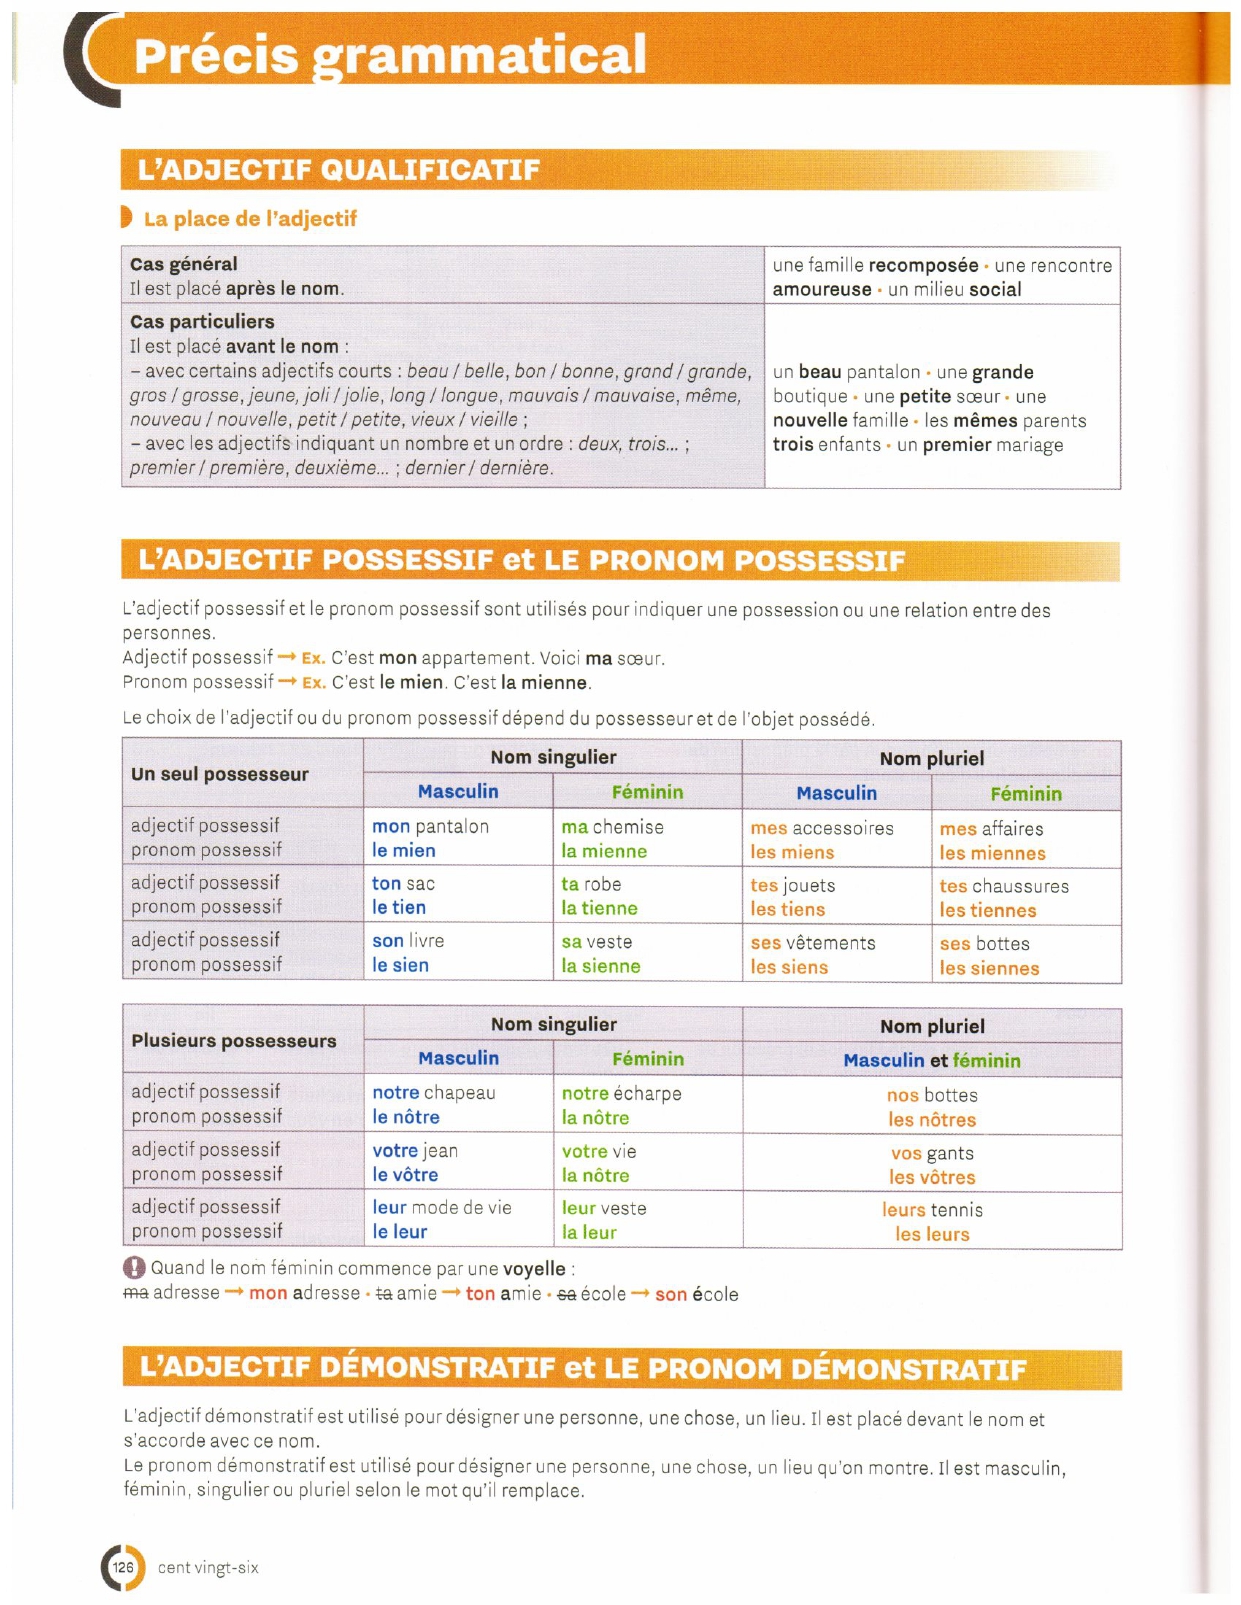 Précis grammatical
L'ADJECTIF QUALIFICATIF
La place de l'adjectif
Cas général
Il est placé après le nom.
une famille recomposée • une rencontre
amoureuse • un milieu social
Cas particuliers
Il est placé avant le nom :
– avec certains adjectifs courts : beau / belle, bon / bonne, grand / grande,
gros / grosse, jeune, joli / jolie, long / longue, mauvais / mauvaise, même,
nouveau / nouvelle, petit / petite, vieux / vieille ;
– avec les adjectifs indiquant un nombre et un ordre : deux, trois... ;
premier / première, deuxième... ; dernier / dernière.
un beau pantalon • une grande
boutique • une petite sœur • une
nouvelle famille • les mêmes parents
trois enfants • un premier mariage
L'ADJECTIF POSSESSIF et LE PRONOM POSSESSIF
L'adjectif possessif et le pronom possessif sont utilisés pour indiquer une possession ou une relation entre des
personnes.
Adjectif possessif → Ex. C'est mon appartement. Voici ma sœur.
Pronom possessif → Ex. C'est le mien. C'est la mienne.
Le choix de l'adjectif ou du pronom possessif dépend du possesseur et de l'objet possédé.
Un seul possesseur
Nom singulier
Nom pluriel
Masculin
Féminin
Masculin
Féminin
adjectif possessif
pronom possessif
mon pantalon
le mien
ma chemise
la mienne
mes accessoires
les miens
mes affaires
les miennes
adjectif possessif
pronom possessif
ton sac
le tien
ta robe
la tienne
tes jouets
les tiens
tes chaussures
les tiennes
adjectif possessif
pronom possessif
son livre
le sien
sa veste
la sienne
ses vêtements
les siens
ses bottes
les siennes
Plusieurs possesseurs
Nom singulier
Nom pluriel
Masculin
Féminin
Masculin et féminin
adjectif possessif
pronom possessif
notre chapeau
le nôtre
notre écharpe
la nôtre
nos bottes
les nôtres
adjectif possessif
pronom possessif
votre jean
le vôtre
votre vie
la nôtre
vos gants
les vôtres
adjectif possessif
pronom possessif
leur mode de vie
le leur
leur veste
la leur
leurs tennis
les leurs
! Quand le nom féminin commence par une voyelle :
ma adresse → mon adresse • ta amie → ton amie • sa école → son école
L'ADJECTIF DÉMONSTRATIF et LE PRONOM DÉMONSTRATIF
L'adjectif démonstratif est utilisé pour désigner une personne, une chose, un lieu. Il est placé devant le nom et
s'accorde avec ce nom.
Le pronom démonstratif est utilisé pour désigner une personne, une chose, un lieu qu'on montre. Il est masculin,
féminin, singulier ou pluriel selon le mot qu'il remplace.
126 cent vingt-six